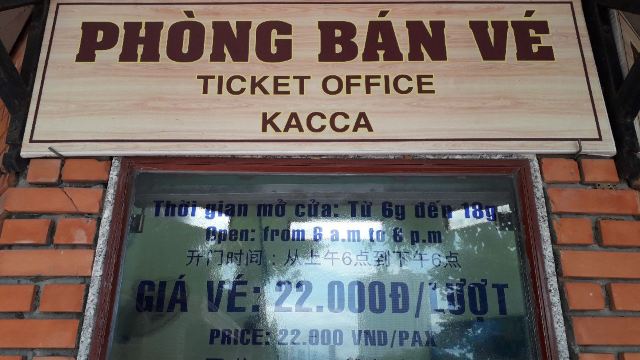 PHÒNG BÁN VÉ
TICKET OFFICE
KACCA
Thời gian mở cửa: Từ 6g đến 18g
Open: from 6 a.m to 6 p.m
开门时间：从上午6点到下午6点
GIÁ VÉ: 22.000Đ/LƯỢT
PRICE: 22.000 VND/PAX